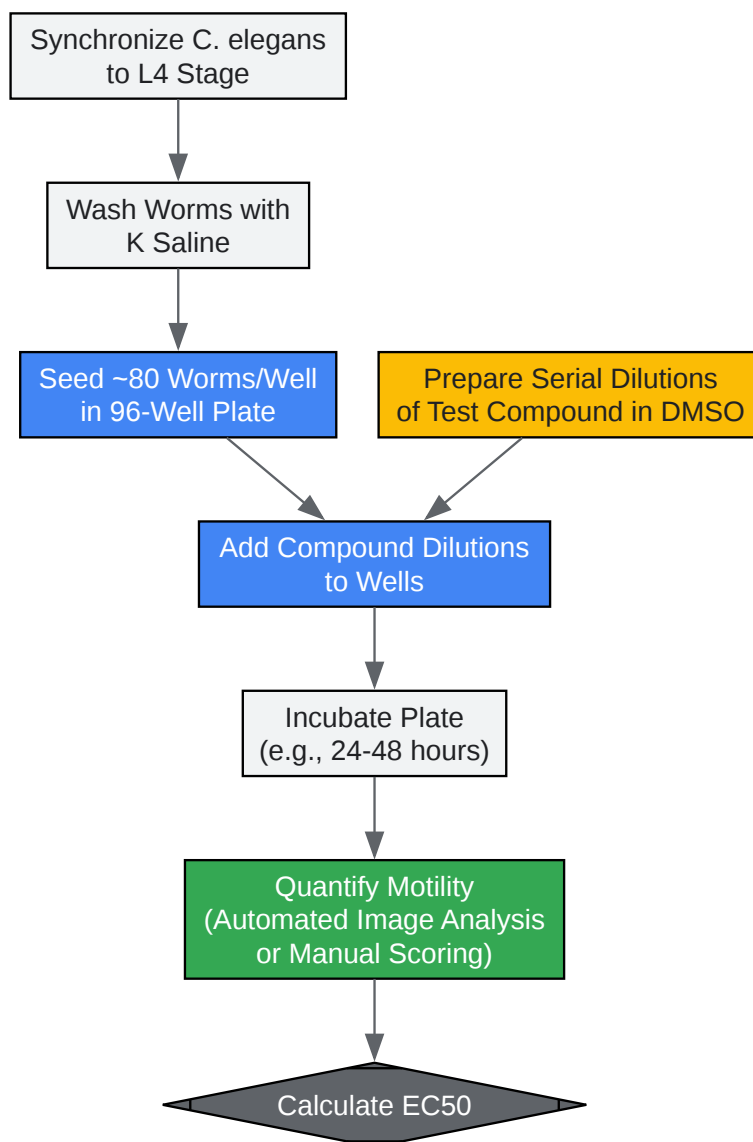 Synchronize C. elegans
to L4 Stage
Wash Worms with
K Saline
Seed ~80 Worms/Well
in 96-Well Plate
Prepare Serial Dilutions
of Test Compound in DMSO
Add Compound Dilutions
to Wells
Incubate Plate
(e.g., 24-48 hours)
Quantify Motility
(Automated Image Analysis
or Manual Scoring)
Calculate EC50